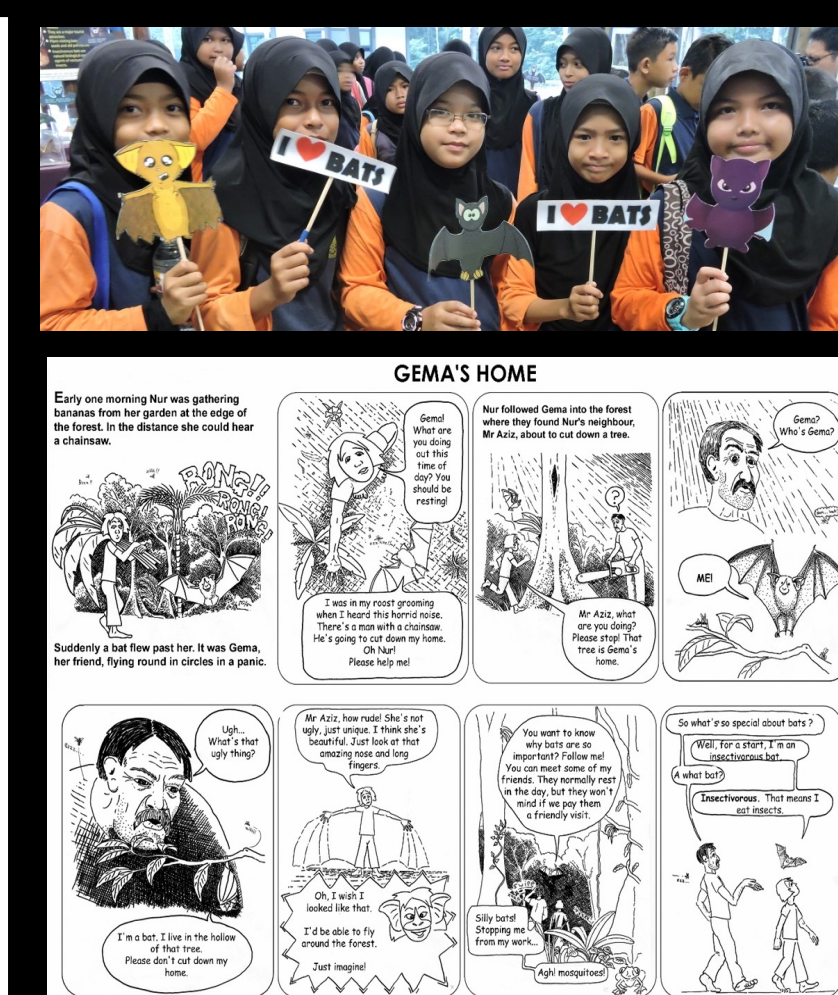 I ❤ BATS
I ❤ BATS
GEMA'S HOME
Early one morning Nur was gathering
bananas from her garden at the edge of
the forest. In the distance she could hear
a chainsaw.
RONG!!
RONG!
RONG!
Suddenly a bat flew past her. It was Gema,
her friend, flying round in circles in a panic.
Gema!
What are
you doing
out this
time of
day? You
should be
resting!
I was in my roost grooming
when I heard this horrid noise.
There's a man with a chainsaw.
He's going to cut down my home.
Oh Nur!
Please help me!
Nur followed Gema into the forest
where they found Nur's neighbour,
Mr Aziz, about to cut down a tree.
?
Mr Aziz, what
are you doing?
Please stop! That
tree is Gema's
home.
Gema?
Who's Gema?
ME!
Ugh...
What's that
ugly thing?
I'm a bat. I live in the hollow
of that tree.
Please don't cut down my
home.
Mr Aziz, how rude! She's not
ugly, just unique. I think she's
beautiful. Just look at that
amazing nose and long
fingers.
Oh, I wish I
looked like that.
I'd be able to fly
around the forest.
Just imagine!
You want to know
why bats are so
important? Follow me!
You can meet some of my
friends. They normally rest
in the day, but they won't
mind if we pay them
a friendly visit.
Silly bats!
Stopping me
from my work...
Agh! mosquitoes!
So what's so special about bats ?
Well, for a start, I'm an
insectivorous bat.
A what bat?
Insectivorous. That means I
eat insects.